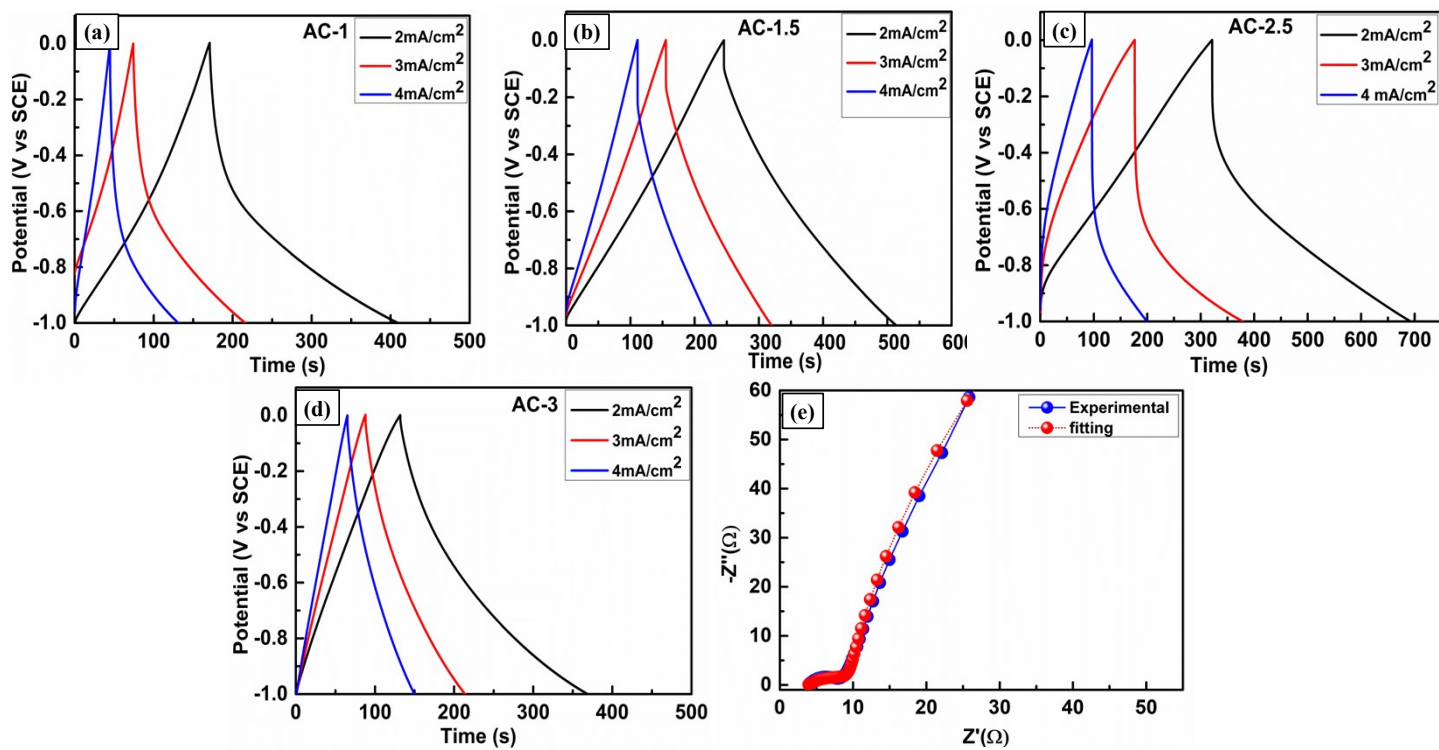 (a)
AC-1
2mA/cm²
3mA/cm²
4mA/cm²
0.0
-0.2
-0.4
-0.6
-0.8
-1.0
Potential (V vs SCE)
0 100 200 300 400 500
Time (s)
(b)
AC-1.5
2mA/cm²
3mA/cm²
4mA/cm²
0.0
-0.2
-0.4
-0.6
-0.8
-1.0
Potential (V vs SCE)
0 100 200 300 400 500 600
Time (s)
(c)
AC-2.5
2mA/cm²
3mA/cm²
4 mA/cm²
0.0
-0.2
-0.4
-0.6
-0.8
-1.0
Potential (V vs SCE)
0 100 200 300 400 500 600 700
Time (s)
(d)
AC-3
2mA/cm²
3mA/cm²
4mA/cm²
0.0
-0.2
-0.4
-0.6
-0.8
-1.0
Potential (V vs SCE)
0 100 200 300 400 500
Time (s)
(e)
Experimental
fitting
60
50
40
30
20
10
0
-Z"(Ω)
0 10 20 30 40 50
Z'(Ω)